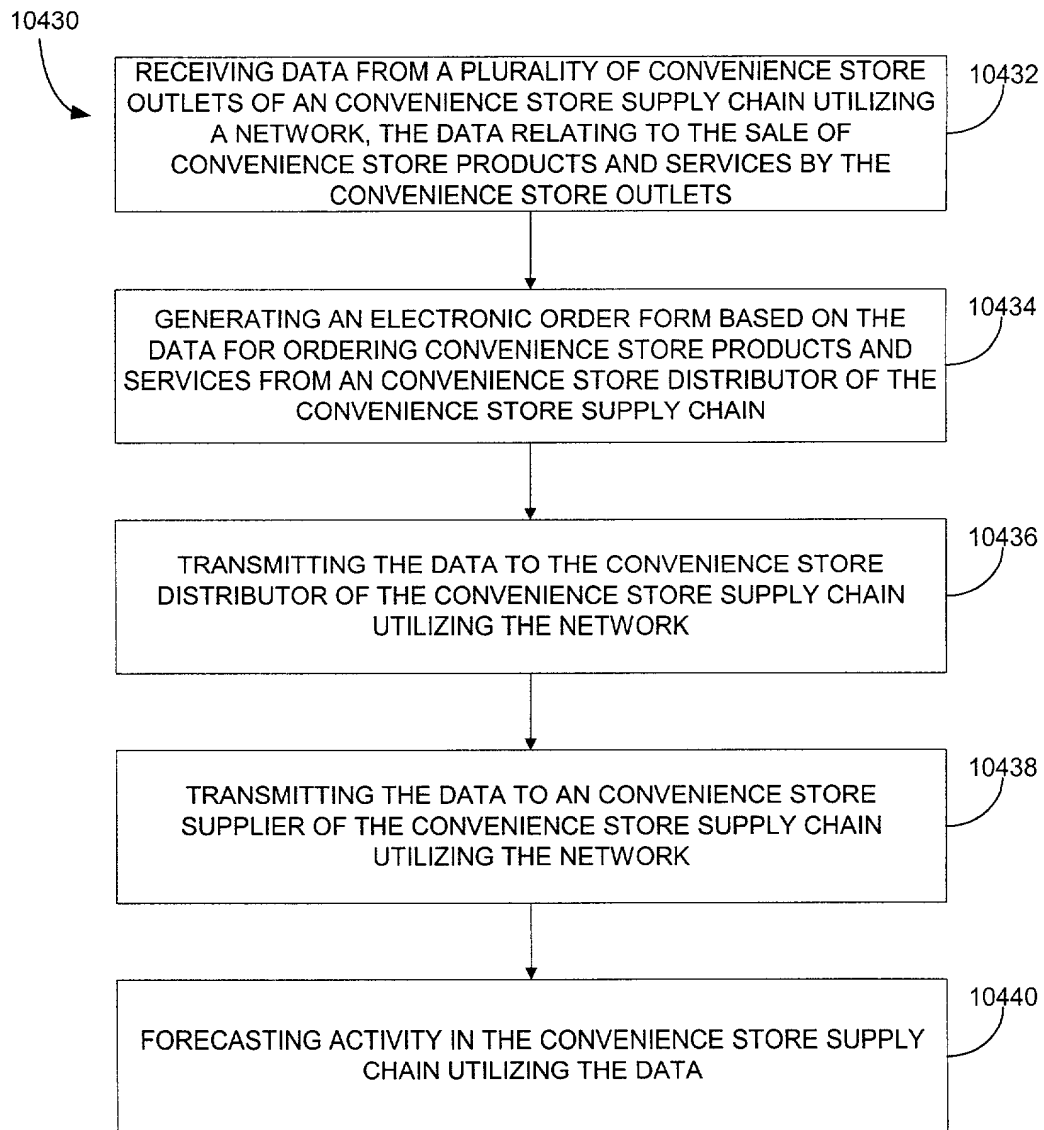 10430
RECEIVING DATA FROM A PLURALITY OF CONVENIENCE STORE
OUTLETS OF AN CONVENIENCE STORE SUPPLY CHAIN UTILIZING
A NETWORK, THE DATA RELATING TO THE SALE OF
CONVENIENCE STORE PRODUCTS AND SERVICES BY THE
CONVENIENCE STORE OUTLETS
10432
GENERATING AN ELECTRONIC ORDER FORM BASED ON THE
DATA FOR ORDERING CONVENIENCE STORE PRODUCTS AND
SERVICES FROM AN CONVENIENCE STORE DISTRIBUTOR OF THE
CONVENIENCE STORE SUPPLY CHAIN
10434
TRANSMITTING THE DATA TO THE CONVENIENCE STORE
DISTRIBUTOR OF THE CONVENIENCE STORE SUPPLY CHAIN
UTILIZING THE NETWORK
10436
TRANSMITTING THE DATA TO AN CONVENIENCE STORE
SUPPLIER OF THE CONVENIENCE STORE SUPPLY CHAIN
UTILIZING THE NETWORK
10438
FORECASTING ACTIVITY IN THE CONVENIENCE STORE SUPPLY
CHAIN UTILIZING THE DATA
10440